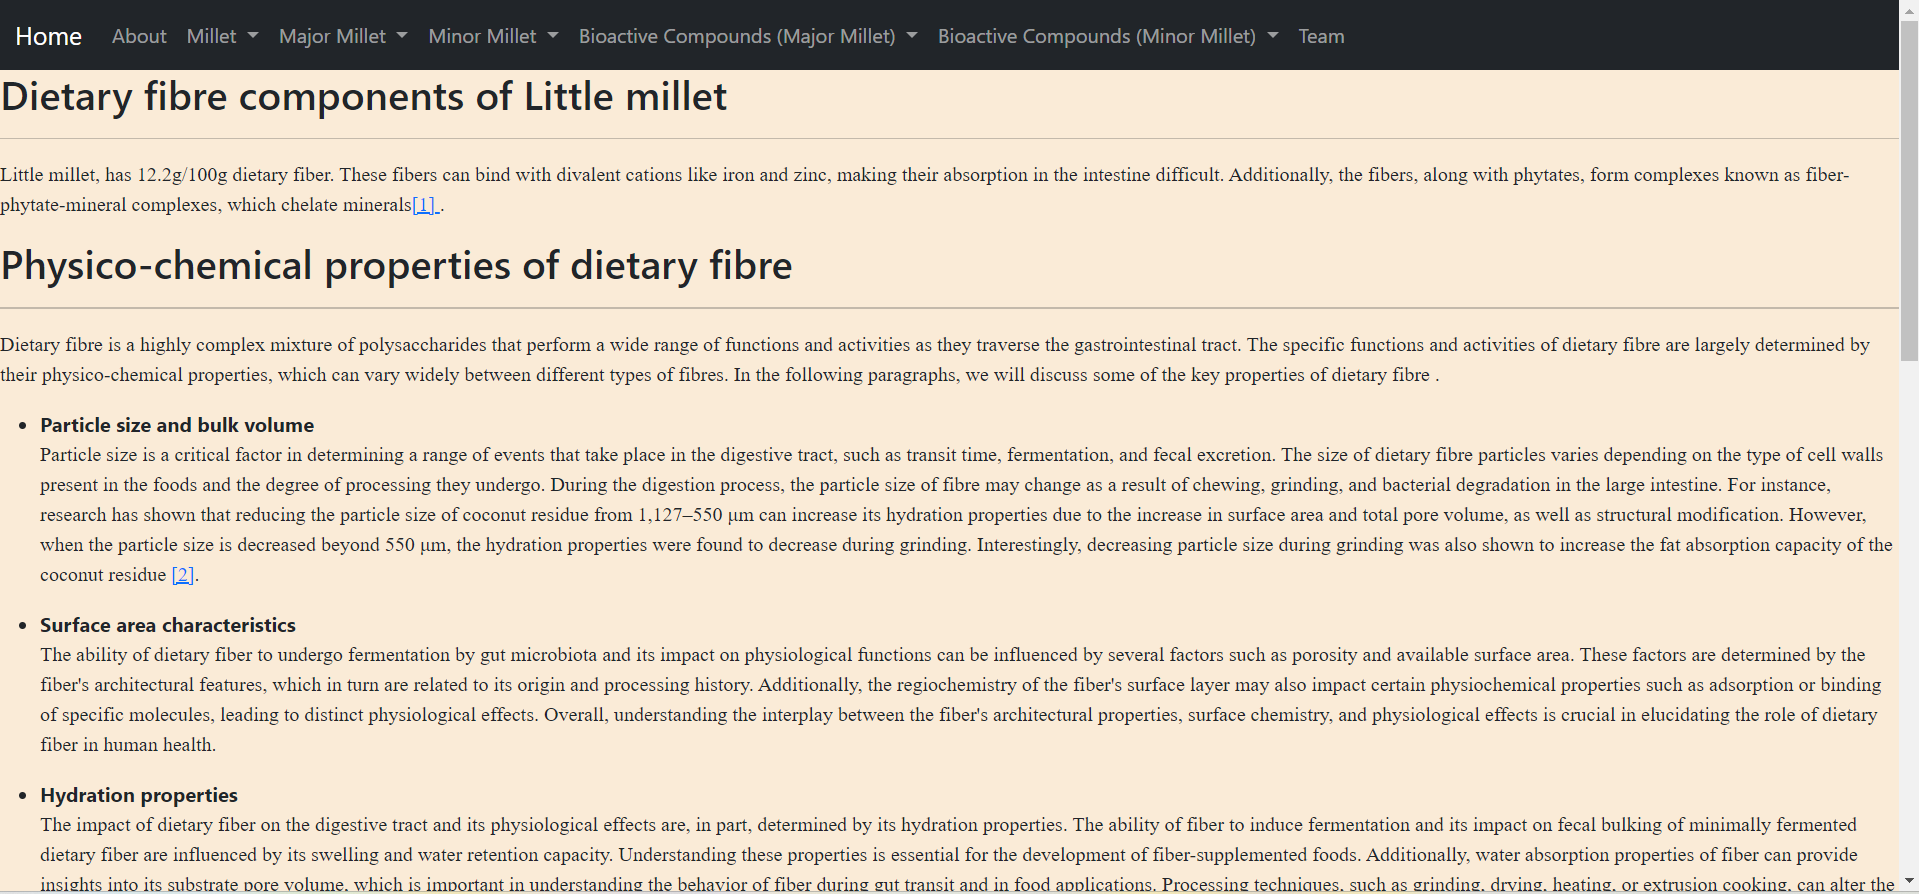 Home About Millet Major Millet Minor Millet Bioactive Compounds (Major Millet) Bioactive Compounds (Minor Millet) Team
Dietary fibre components of Little millet
Little millet, has 12.2g/100g dietary fiber. These fibers can bind with divalent cations like iron and zinc, making their absorption in the intestine difficult. Additionally, the fibers, along with phytates, form complexes known as fiber-
phytate-mineral complexes, which chelate minerals[1] .
Physico-chemical properties of dietary fibre
Dietary fibre is a highly complex mixture of polysaccharides that perform a wide range of functions and activities as they traverse the gastrointestinal tract. The specific functions and activities of dietary fibre are largely determined by
their physico-chemical properties, which can vary widely between different types of fibres. In the following paragraphs, we will discuss some of the key properties of dietary fibre .
• Particle size and bulk volume
Particle size is a critical factor in determining a range of events that take place in the digestive tract, such as transit time, fermentation, and fecal excretion. The size of dietary fibre particles varies depending on the type of cell walls
present in the foods and the degree of processing they undergo. During the digestion process, the particle size of fibre may change as a result of chewing, grinding, and bacterial degradation in the large intestine. For instance,
research has shown that reducing the particle size of coconut residue from 1,127–550 μm can increase its hydration properties due to the increase in surface area and total pore volume, as well as structural modification. However,
when the particle size is decreased beyond 550 μm, the hydration properties were found to decrease during grinding. Interestingly, decreasing particle size during grinding was also shown to increase the fat absorption capacity of the
coconut residue [2].
• Surface area characteristics
The ability of dietary fiber to undergo fermentation by gut microbiota and its impact on physiological functions can be influenced by several factors such as porosity and available surface area. These factors are determined by the
fiber's architectural features, which in turn are related to its origin and processing history. Additionally, the regiochemistry of the fiber's surface layer may also impact certain physiochemical properties such as adsorption or binding
of specific molecules, leading to distinct physiological effects. Overall, understanding the interplay between the fiber's architectural properties, surface chemistry, and physiological effects is crucial in elucidating the role of dietary
fiber in human health.
• Hydration properties
The impact of dietary fiber on the digestive tract and its physiological effects are, in part, determined by its hydration properties. The ability of fiber to induce fermentation and its impact on fecal bulking of minimally fermented
dietary fiber are influenced by its swelling and water retention capacity. Understanding these properties is essential for the development of fiber-supplemented foods. Additionally, water absorption properties of fiber can provide
insights into its substrate pore volume, which is important in understanding the behavior of fiber during gut transit and in food applications. Processing techniques, such as grinding, drying, heating, or extrusion cooking, can alter the